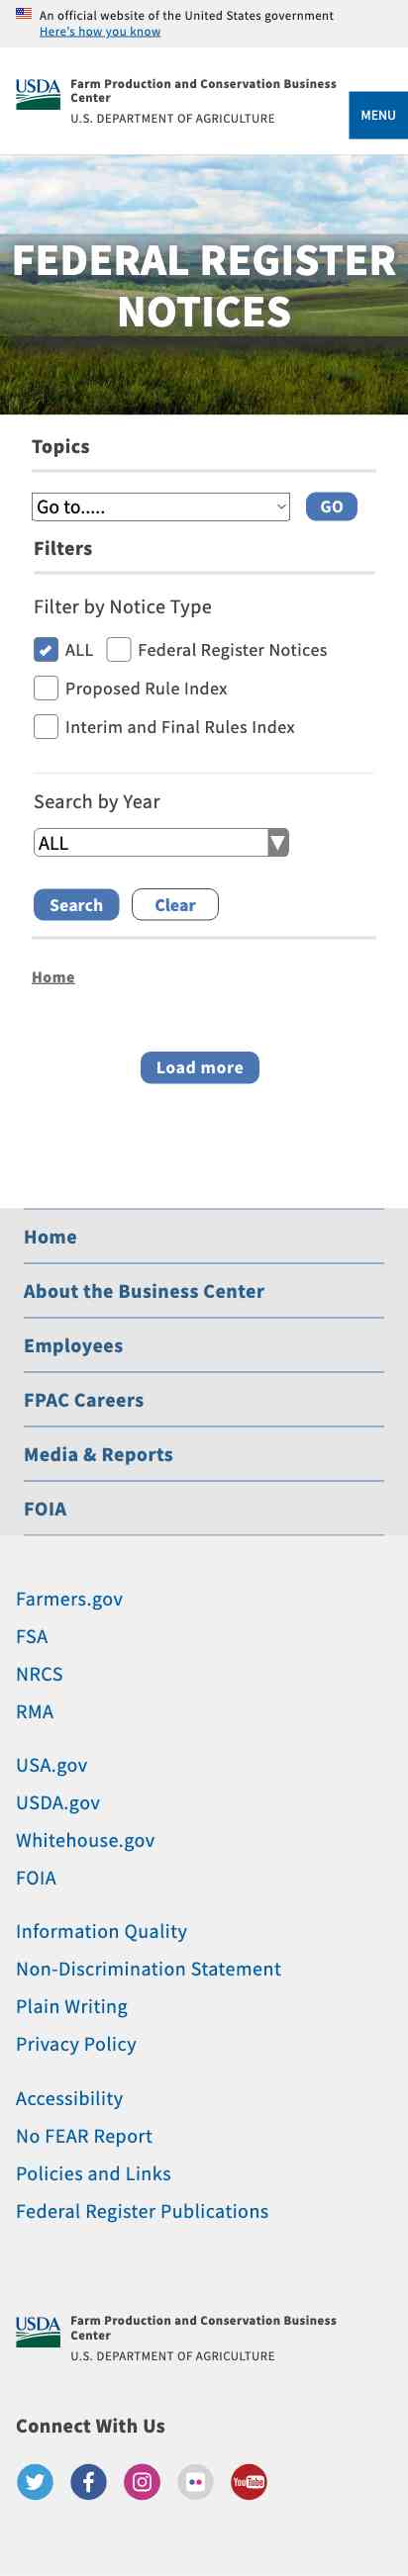 An official website of the United States government
Here's how you know
USDA
Farm Production and Conservation Business
Center
U.S. DEPARTMENT OF AGRICULTURE
MENU
FEDERAL REGISTER
NOTICES
Topics
Go to.....
GO
Filters
Filter by Notice Type
ALL Federal Register Notices
Proposed Rule Index
Interim and Final Rules Index
Search by Year
ALL
Search Clear
Home
Load more
Home
About the Business Center
Employees
FPAC Careers
Media & Reports
FOIA
Farmers.gov
FSA
NRCS
RMA
USA.gov
USDA.gov
Whitehouse.gov
FOIA
Information Quality
Non-Discrimination Statement
Plain Writing
Privacy Policy
Accessibility
No FEAR Report
Policies and Links
Federal Register Publications
USDA
Farm Production and Conservation Business
Center
U.S. DEPARTMENT OF AGRICULTURE
Connect With Us
You Tube